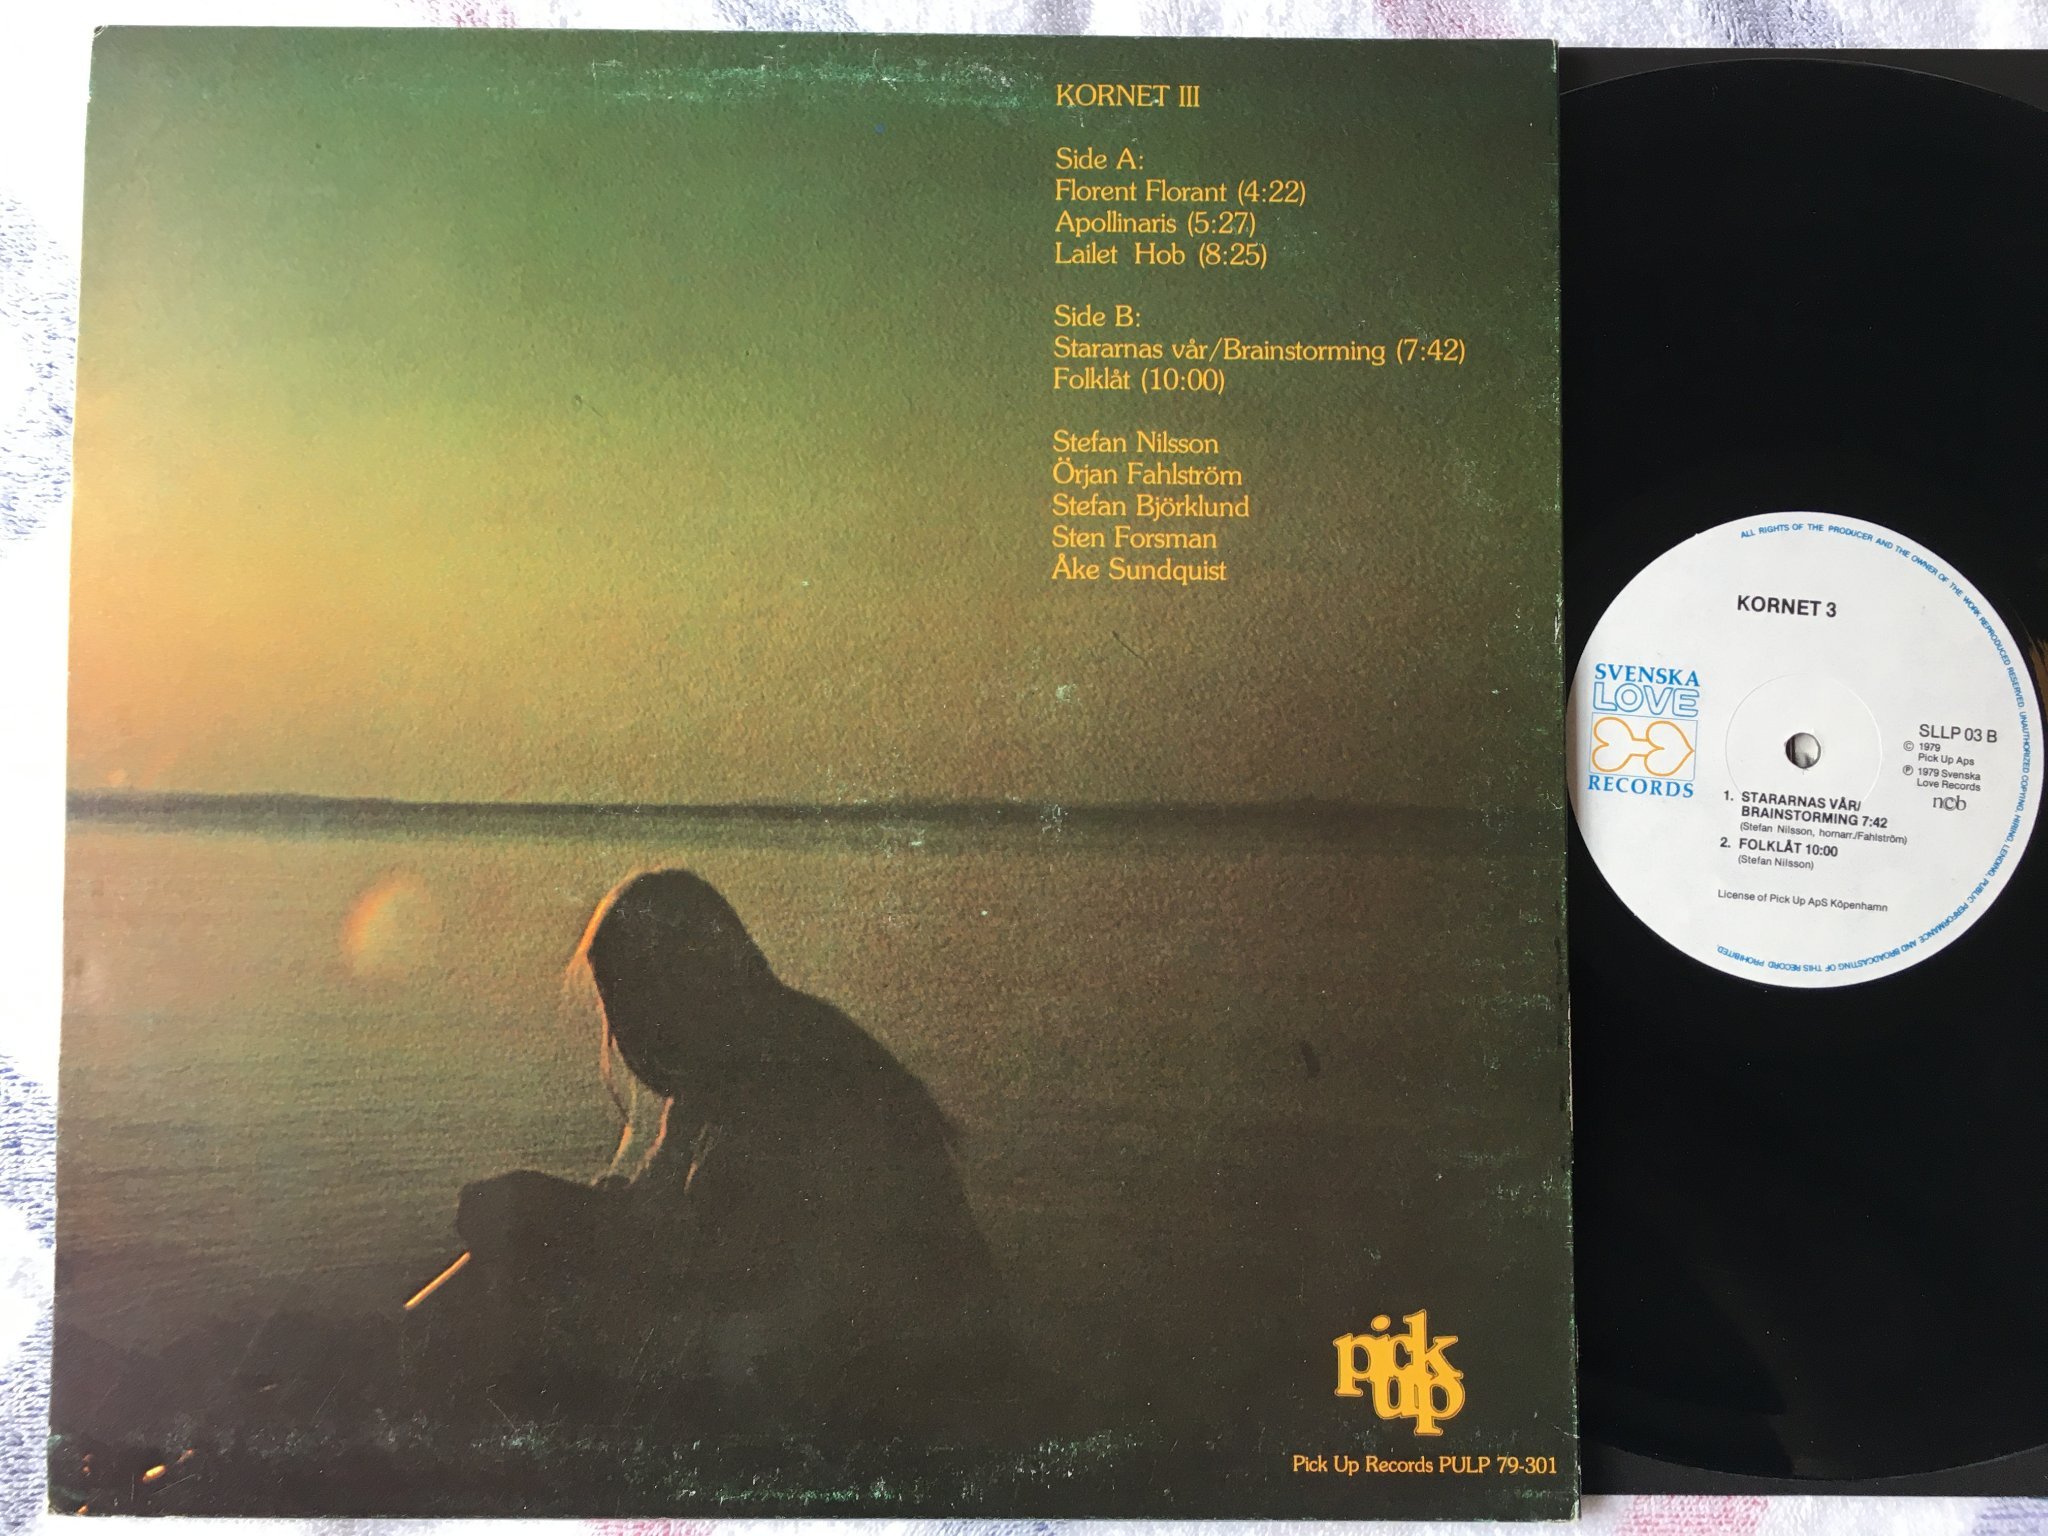 KORNET III
Side A:
Florent Florant (4:22)
Apollinaris (5:27)
Lailet Hob (8:25)
Side B:
Stararnas vår/Brainstorming (7:42)
Folklåt (10:00)
Stefan Nilsson
Örjan Fahlström
Stefan Björklund
Sten Forsman
Åke Sundquist
pick
up
Pick Up Records PULP 79-301
ALL RIGHTS OF THE PRODUCER AND THE OWNER OF THE WORK REPRODUCED RESERVED. UNAUTHORIZED COPYING, HIRING, LENDING, PUBLIC PERFORMANCE AND BROADCASTING OF THIS RECORD PROHIBITED.
KORNET 3
SVENSKA
LOVE
RECORDS
SLLP 03 B
© 1979
Pick Up Aps
℗ 1979 Svenska
Love Records
ncb
1. STARARNAS VÅR/
BRAINSTORMING 7:42
(Stefan Nilsson, hornarr./Fahlström)
2. FOLKLÅT 10:00
(Stefan Nilsson)
License of Pick Up ApS Köpenhamn